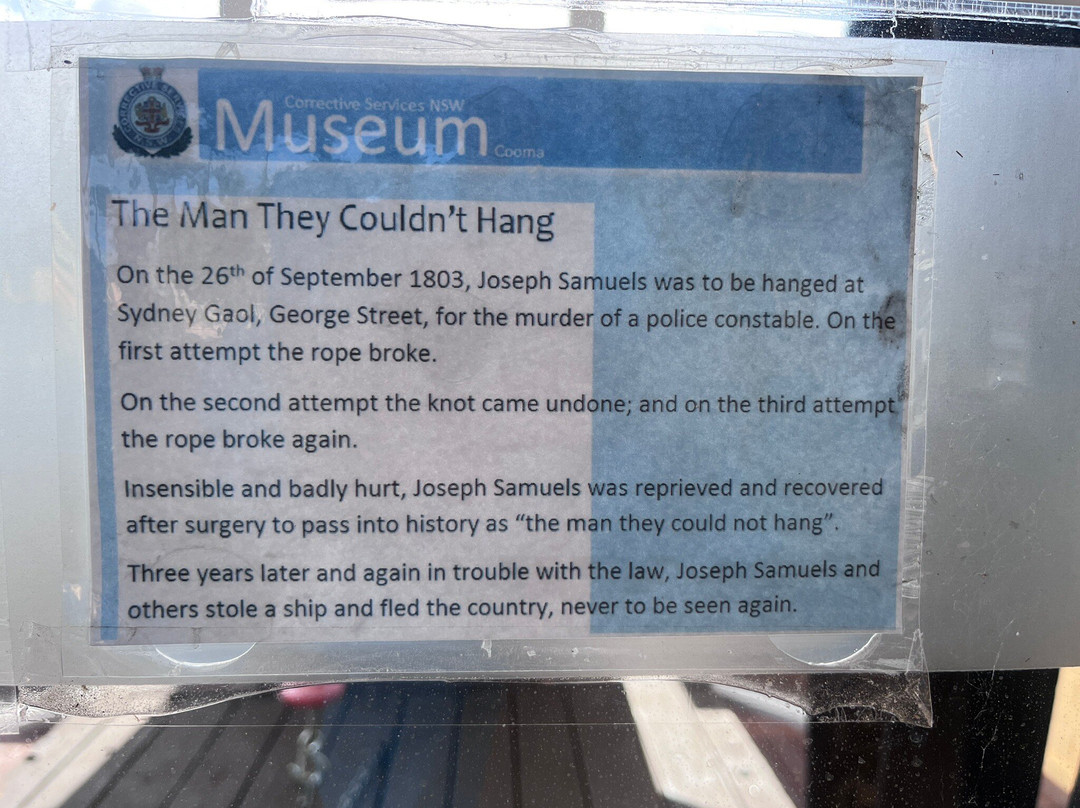 Corrective Services NSW
Museum Cooma
The Man They Couldn't Hang
On the 26th of September 1803, Joseph Samuels was to be hanged at
Sydney Gaol, George Street, for the murder of a police constable. On the
first attempt the rope broke.
On the second attempt the knot came undone; and on the third attempt
the rope broke again.
Insensible and badly hurt, Joseph Samuels was reprieved and recovered
after surgery to pass into history as "the man they could not hang".
Three years later and again in trouble with the law, Joseph Samuels and
others stole a ship and fled the country, never to be seen again.